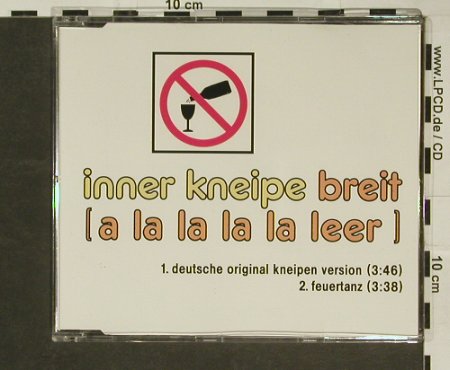 10 cm
www.LPCD.de / CD
inner kneipe breit
[ a la la la la leer ]
1. deutsche original kneipen version (3:46)
2. feuertanz (3:38)
10 cm